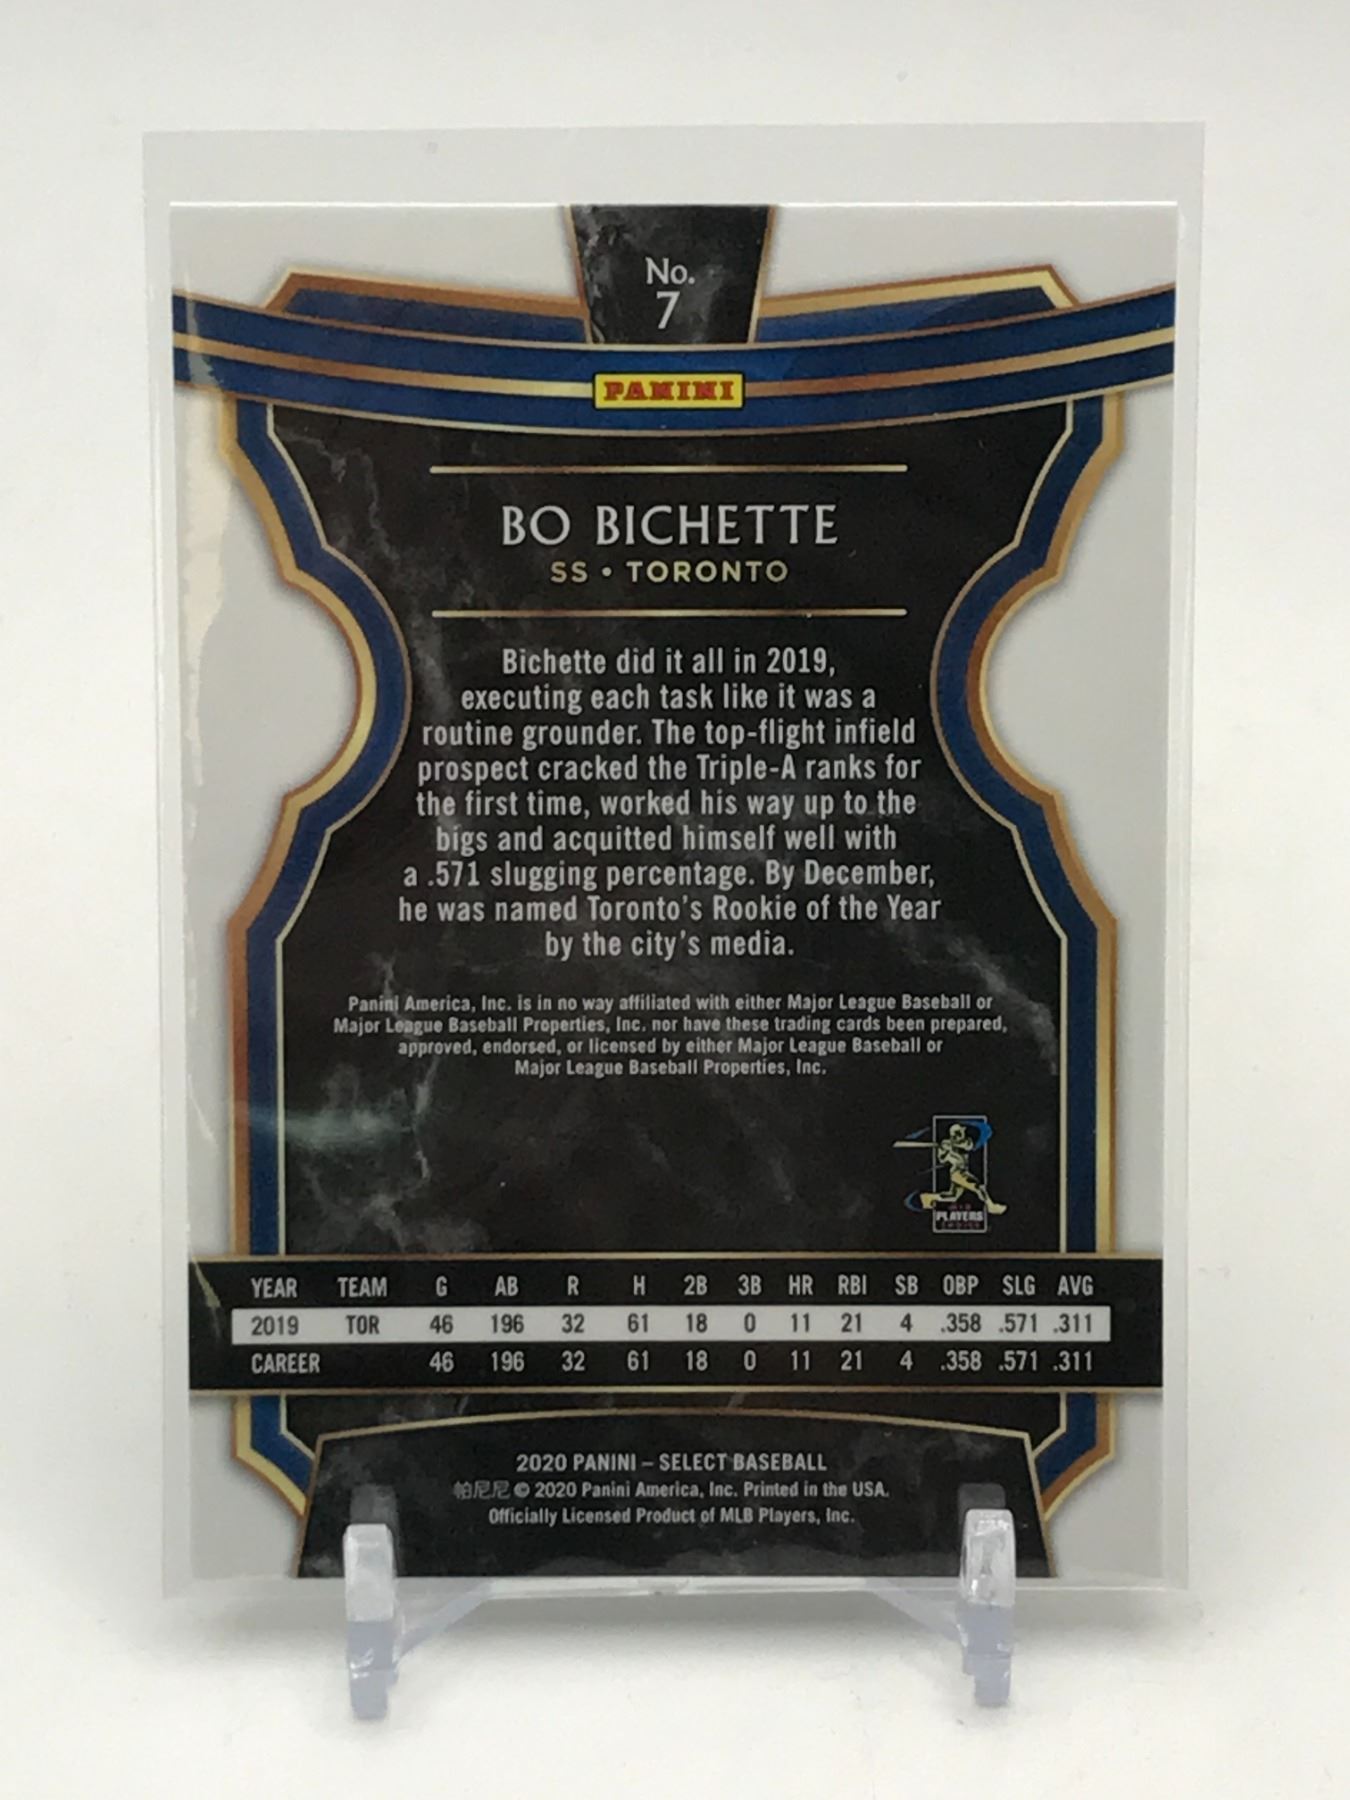 No.
7
PANINI
BO BICHETTE
SS • TORONTO
Bichette did it all in 2019,
executing each task like it was a
routine grounder. The top-flight infield
prospect cracked the Triple-A ranks for
the first time, worked his way up to the
bigs and acquitted himself well with
a .571 slugging percentage. By December,
he was named Toronto's Rookie of the Year
by the city's media.
Panini America, Inc. is in no way affiliated with either Major League Baseball or
Major League Baseball Properties, Inc. nor have these trading cards been prepared,
approved, endorsed, or licensed by either Major League Baseball or
Major League Baseball Properties, Inc.
PLAYERS
YEAR TEAM G AB R H 2B 3B HR RBI SB OBP SLG AVG
2019 TOR 46 196 32 61 18 0 11 21 4 .358 .571 .311
CAREER 46 196 32 61 18 0 11 21 4 .358 .571 .311
2020 PANINI – SELECT BASEBALL
帕尼尼 © 2020 Panini America, Inc. Printed in the USA.
Officially Licensed Product of MLB Players, Inc.